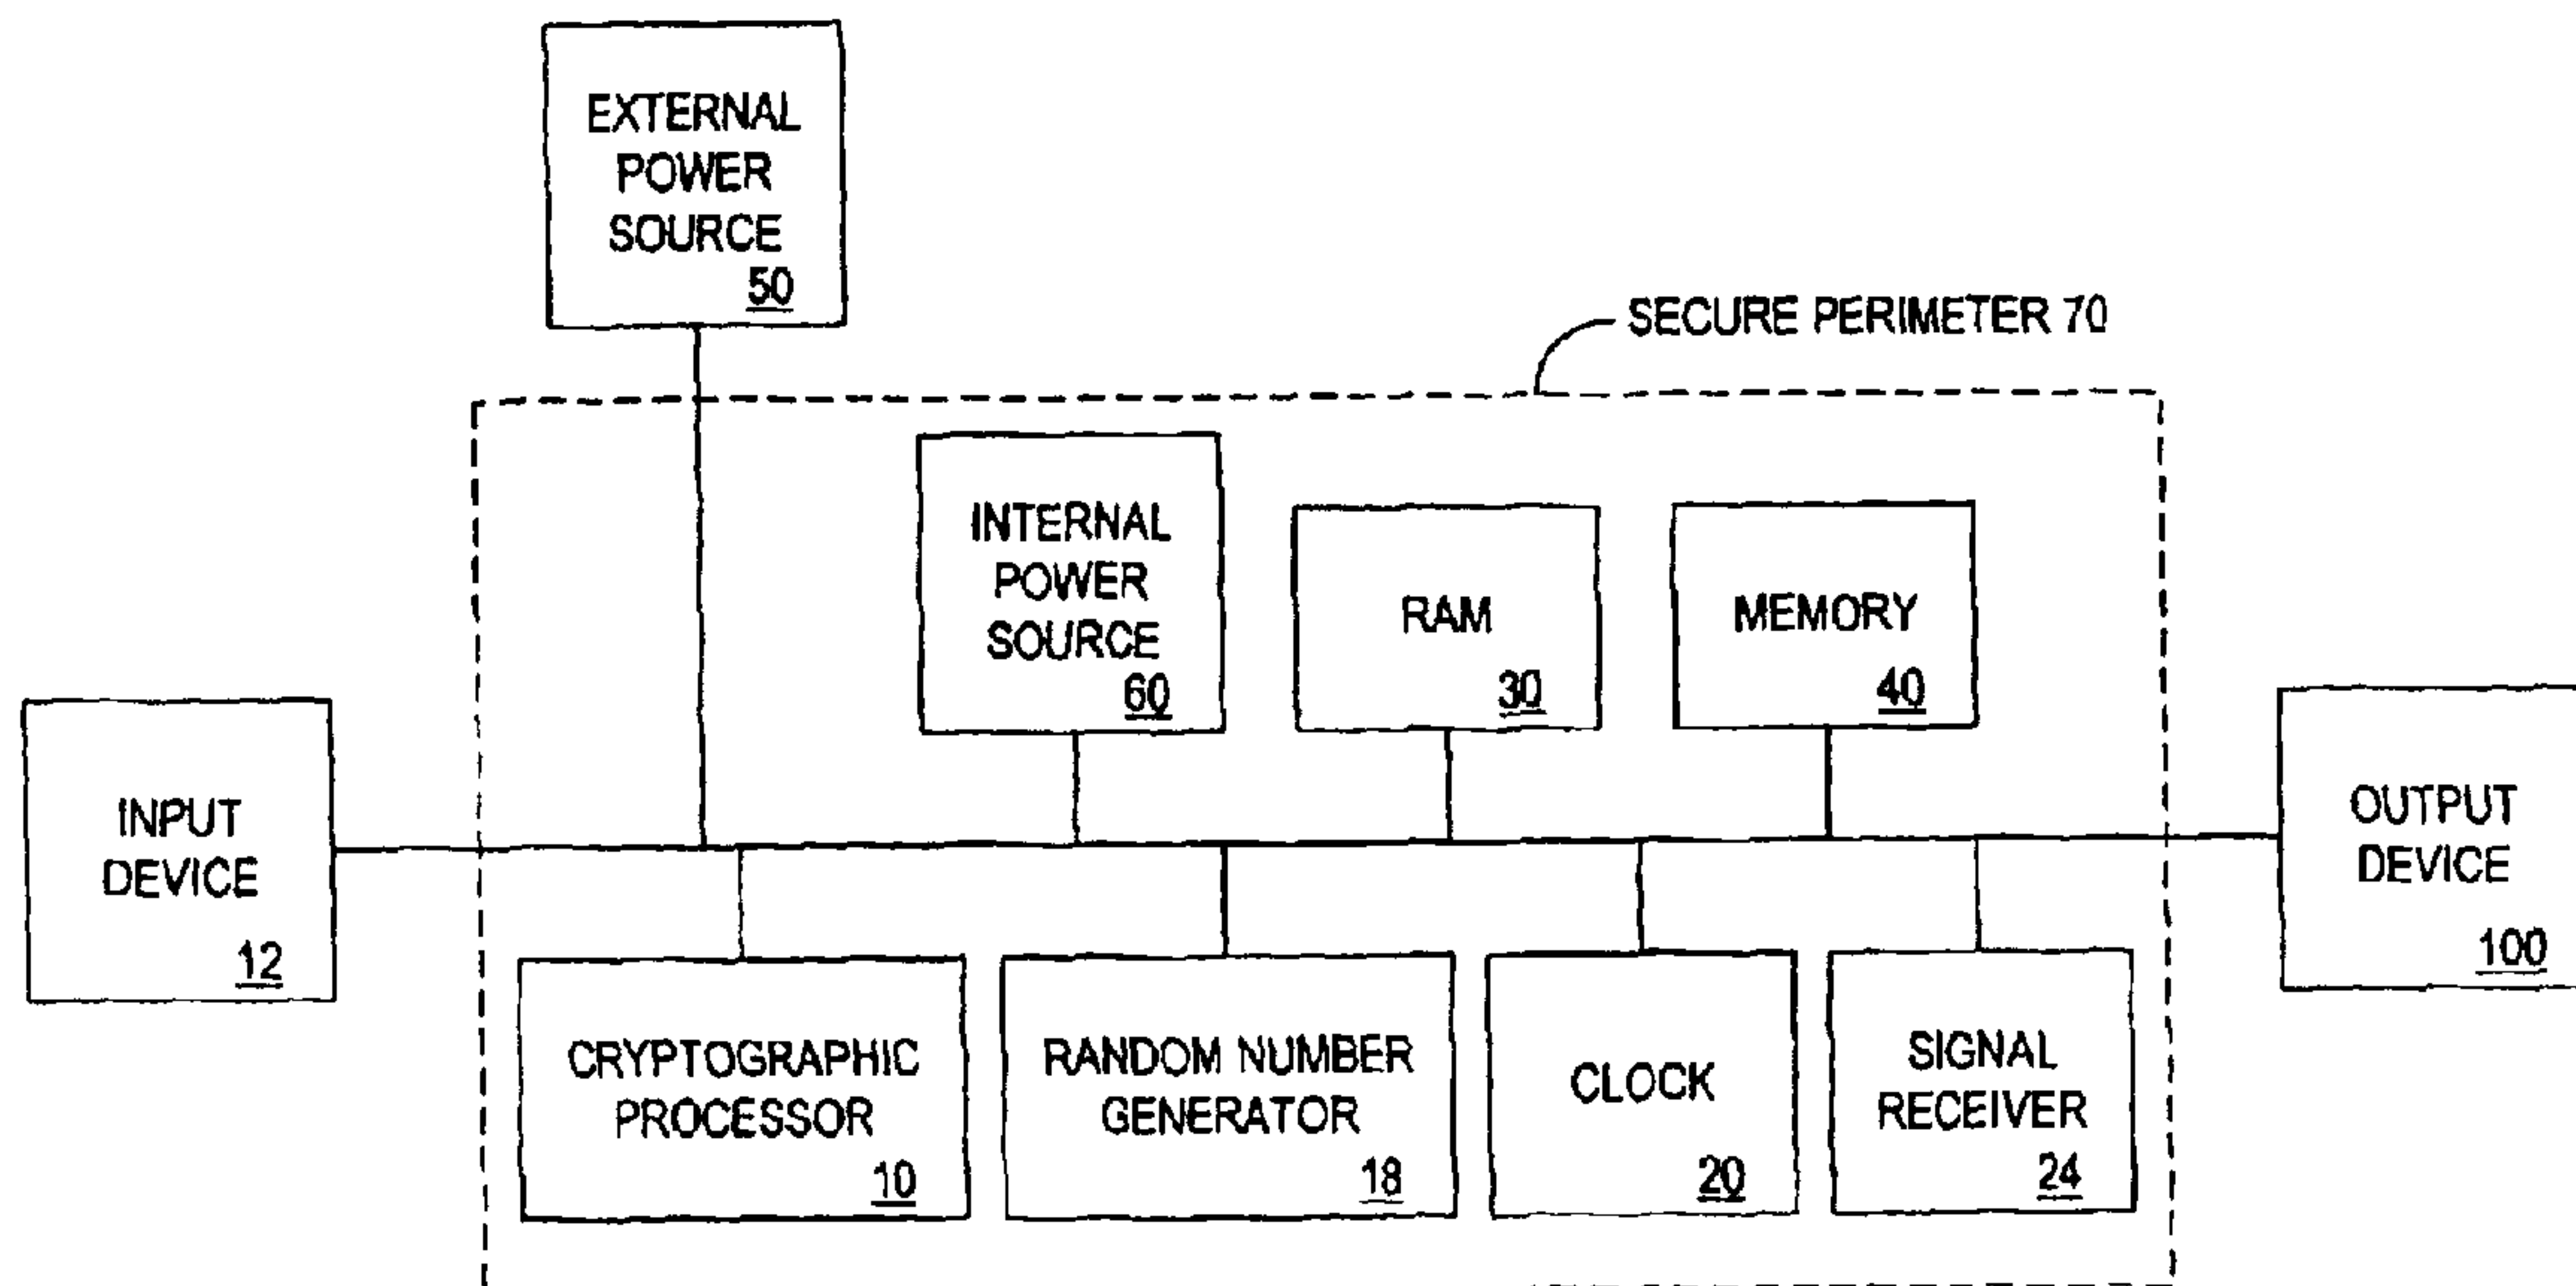 EXTERNAL
POWER
SOURCE
50
SECURE PERIMETER 70
INTERNAL
POWER
SOURCE
60
RAM
30
MEMORY
40
INPUT
DEVICE
12
OUTPUT
DEVICE
100
CRYPTOGRAPHIC
PROCESSOR
10
RANDOM NUMBER
GENERATOR
18
CLOCK
20
SIGNAL
RECEIVER
24